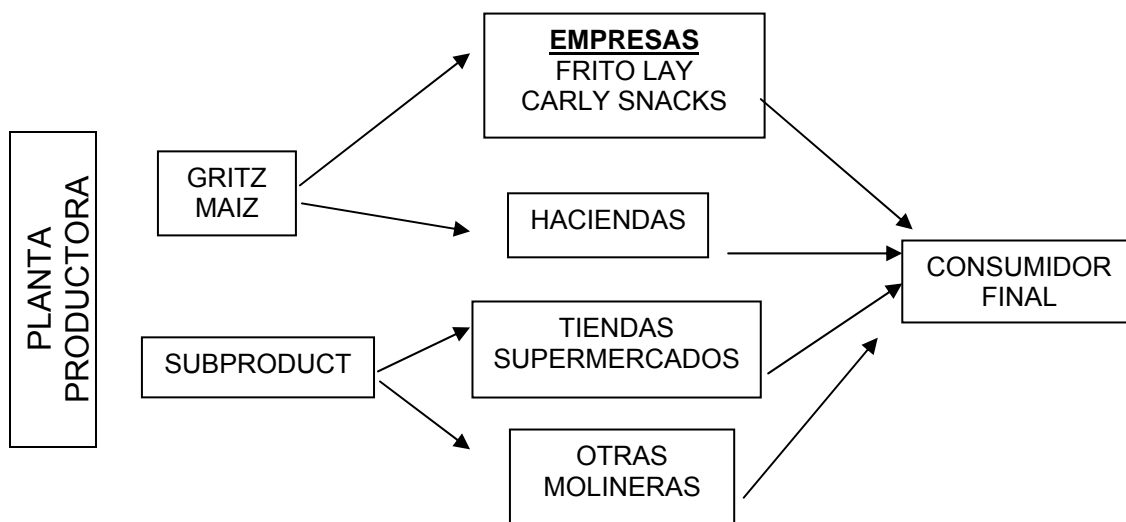 PLANTA
PRODUCTORA
GRITZ
MAIZ
SUBPRODUCT
EMPRESAS
FRITO LAY
CARLY SNACKS
HACIENDAS
TIENDAS
SUPERMERCADOS
OTRAS
MOLINERAS
CONSUMIDOR
FINAL